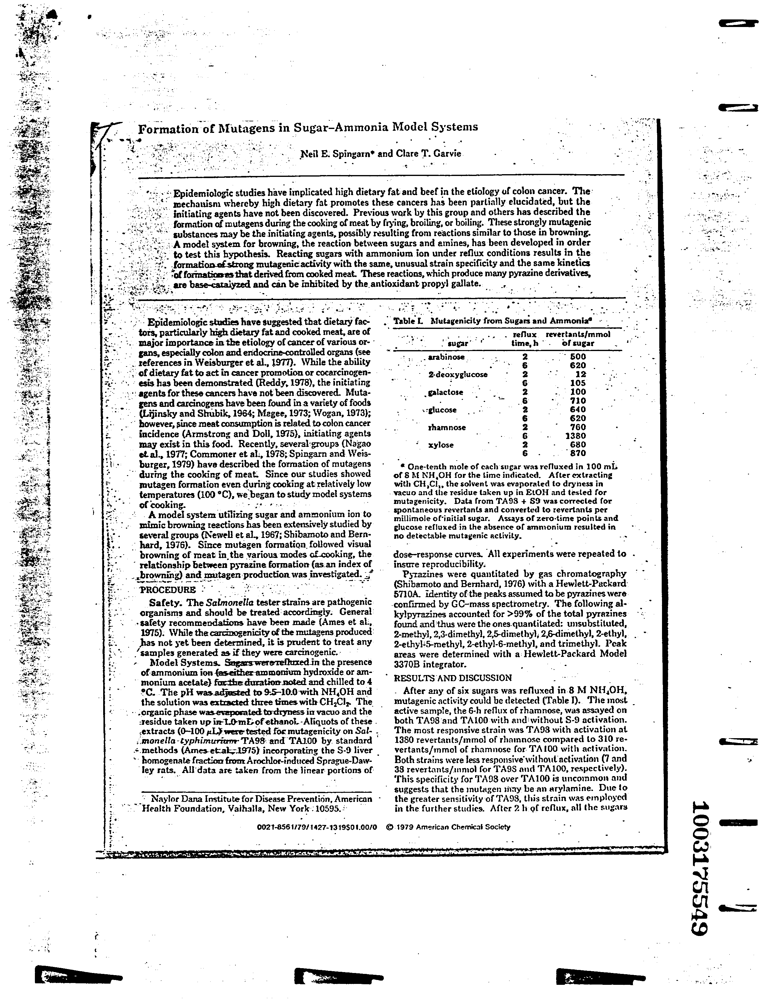 Formation of Mutagens in Sugar–Ammonia Model Systems
Neil E. Spingarn* and Clare T. Garvie
Epidemiologic studies have implicated high dietary fat and beef in the etiology of colon cancer. The
mechanism whereby high dietary fat promotes these cancers has been partially elucidated, but the
initiating agents have not been discovered. Previous work by this group and others has described the
formation of mutagens during the cooking of meat by frying, broiling, or boiling. These strongly mutagenic
substances may be the initiating agents, possibly resulting from reactions similar to those in browning.
A model system for browning, the reaction between sugars and amines, has been developed in order
to test this hypothesis. Reacting sugars with ammonium ion under reflux conditions results in the
formation of strong mutagenic activity with the same, unusual strain specificity and the same kinetics
of formation as that derived from cooked meat. These reactions, which produce many pyrazine derivatives,
are base-catalyzed and can be inhibited by the antioxidant propyl gallate.
Epidemiologic studies have suggested that dietary fac-
tors, particularly high dietary fat and cooked meat, are of
major importance in the etiology of cancer of various or-
gans, especially colon and endocrine-controlled organs (see
references in Weisburger et al., 1977). While the ability
of dietary fat to act in cancer promotion or cocarcinogen-
esis has been demonstrated (Reddy, 1978), the initiating
agents for these cancers have not been discovered. Muta-
gens and carcinogens have been found in a variety of foods
(Lijinsky and Shubik, 1964; Magee, 1973; Wogan, 1973);
however, since meat consumption is related to colon cancer
incidence (Armstrong and Doll, 1975), initiating agents
may exist in this food. Recently, several groups (Nagao
et al., 1977; Commoner et al., 1978; Spingarn and Weis-
burger, 1979) have described the formation of mutagens
during the cooking of meat. Since our studies showed
mutagen formation even during cooking at relatively low
temperatures (100 °C), we began to study model systems
of cooking.
A model system utilizing sugar and ammonium ion to
mimic browning reactions has been extensively studied by
several groups (Newell et al., 1967; Shibamoto and Bern-
hard, 1976). Since mutagen formation followed visual
browning of meat in the various modes of cooking, the
relationship between pyrazine formation (as an index of
browning) and mutagen production was investigated.
PROCEDURE
Safety. The Salmonella tester strains are pathogenic
organisms and should be treated accordingly. General
safety recommendations have been made (Ames et al.,
1975). While the carcinogenicity of the mutagens produced
has not yet been determined, it is prudent to treat any
samples generated as if they were carcinogenic.
Model Systems. Sugars were refluxed in the presence
of ammonium ion (as either ammonium hydroxide or am-
monium acetate) for the duration noted and chilled to 4
°C. The pH was adjusted to 9.5–10.0 with NH4OH and
the solution was extracted three times with CH2Cl2. The
organic phase was evaporated to dryness in vacuo and the
residue taken up in 1.0 mL of ethanol. Aliquots of these
extracts (0–100 μL) were tested for mutagenicity on Sal-
monella typhimurium TA98 and TA100 by standard
methods (Ames et al., 1975) incorporating the S-9 liver
homogenate fraction from Arochlor-induced Sprague-Daw-
ley rats. All data are taken from the linear portions of
Naylor Dana Institute for Disease Prevention, American
Health Foundation, Valhalla, New York 10595.
Table I. Mutagenicity from Sugars and Ammonia*
sugar reflux time, h revertants/mmol of sugar
arabinose 2 500
6 620
2-deoxyglucose 2 12
6 105
galactose 2 100
6 710
glucose 2 640
6 620
rhamnose 2 760
6 1380
xylose 2 680
6 870
* One-tenth mole of each sugar was refluxed in 100 mL
of 8 M NH4OH for the time indicated. After extracting
with CH2Cl2, the solvent was evaporated to dryness in
vacuo and the residue taken up in EtOH and tested for
mutagenicity. Data from TA98 + S9 was corrected for
spontaneous revertants and converted to revertants per
millimole of initial sugar. Assays of zero-time points and
glucose refluxed in the absence of ammonium resulted in
no detectable mutagenic activity.
dose–response curves. All experiments were repeated to
insure reproducibility.
Pyrazines were quantitated by gas chromatography
(Shibamoto and Bernhard, 1976) with a Hewlett-Packard
5710A. identity of the peaks assumed to be pyrazines were
confirmed by GC–mass spectrometry. The following al-
kylpyrazines accounted for >99% of the total pyrazines
found and thus were the ones quantitated: unsubstituted,
2-methyl, 2,3-dimethyl, 2,5-dimethyl, 2,6-dimethyl, 2-ethyl,
2-ethyl-5-methyl, 2-ethyl-6-methyl, and trimethyl. Peak
areas were determined with a Hewlett-Packard Model
3370B integrator.
RESULTS AND DISCUSSION
After any of six sugars was refluxed in 8 M NH4OH,
mutagenic activity could be detected (Table I). The most
active sample, the 6-h reflux of rhamnose, was assayed on
both TA98 and TA100 with and without S-9 activation.
The most responsive strain was TA98 with activation at
1380 revertants/mmol of rhamnose compared to 310 re-
vertants/mmol of rhamnose for TA100 with activation.
Both strains were less responsive without activation (7 and
38 revertants/mmol for TA98 and TA100, respectively).
This specificity for TA98 over TA100 is uncommon and
suggests that the mutagen may be an arylamine. Due to
the greater sensitivity of TA98, this strain was employed
in the further studies. After 2 h of reflux, all the sugars
0021-8561/79/1427-1319$01.00/0 © 1979 American Chemical Society
1003175549